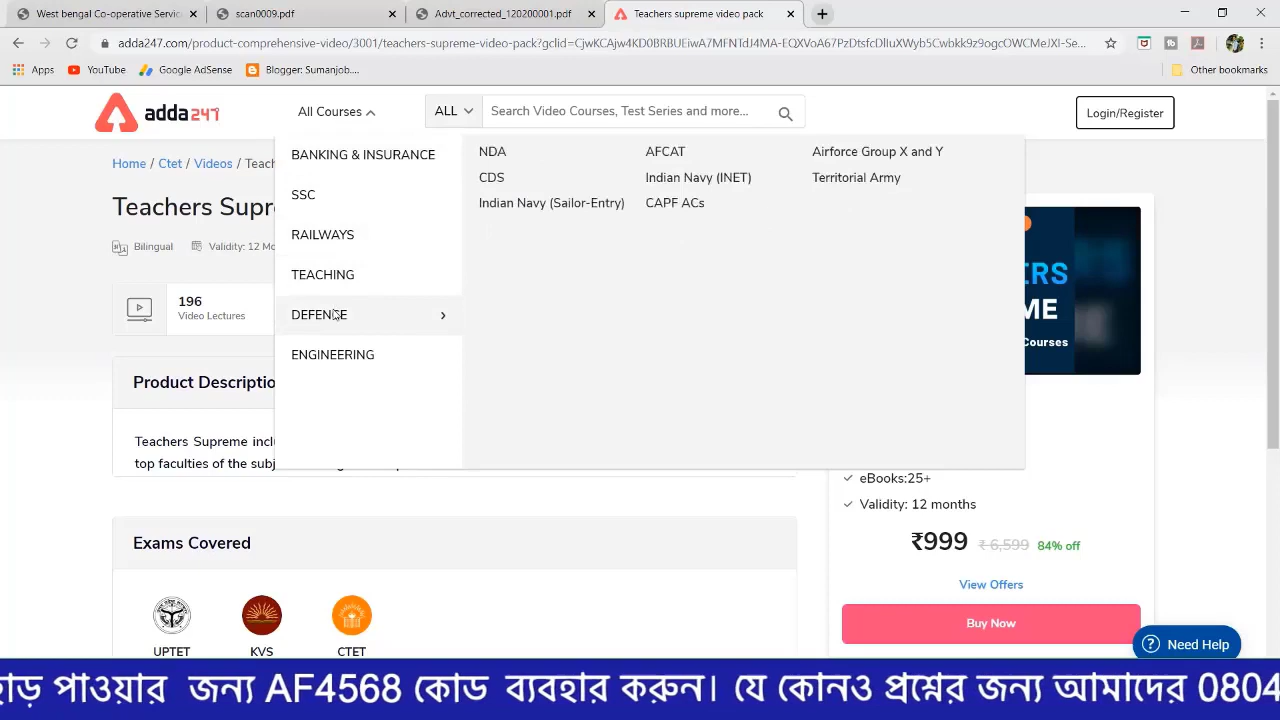 West bengal Co-operative Servic
scan0009.pdf
Advt_corrected_120200001.pdf
Teachers supreme video pack
adda247.com/product-comprehensive-video/3001/teachers-supreme-video-pack?gclid=
Apps
YouTube
Google AdSense
Blogger: Sumanjob....
Other bookmarks
adda247
All Courses
ALL
Search Video Courses, Test Series and more...
Login/Register
Home / Ctet / Videos / Teach
BANKING & INSURANCE
SSC
RAILWAYS
TEACHING
DEFENCE
ENGINEERING
NDA
AFCAT
Airforce Group X and Y
CDS
Indian Navy (INET)
Territorial Army
Indian Navy (Sailor-Entry)
CAPF ACs
Teachers Supr
Bilingual
Validity: 12 Mo
196
Video Lectures
Product Descriptio
Teachers Supreme incl
top faculties of the subj
ERS
ME
Courses
eBooks:25+
Validity: 12 months
₹999 ₹ 6,599 84% off
View Offers
Buy Now
Exams Covered
UPTET
KVS
CTET
Need Help
ছাড় পাওয়ার জন্য AF4568 কোড ব্যবহার করুন। যে কোনও প্রশ্নের জন্য আমাদের 0804